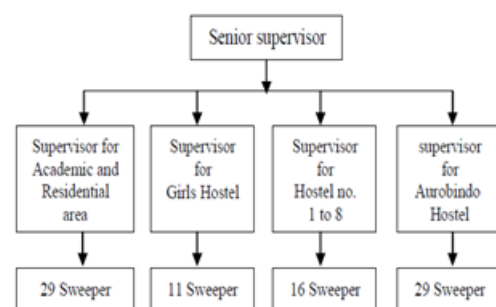 Senior supervisor
Supervisor for
Academic and
Residential
area
Supervisor
for
Girls Hostel
Supervisor
for
Hostel no.
1 to 8
supervisor
for
Aurobindo
Hostel
29 Sweeper
11 Sweeper
16 Sweeper
29 Sweeper